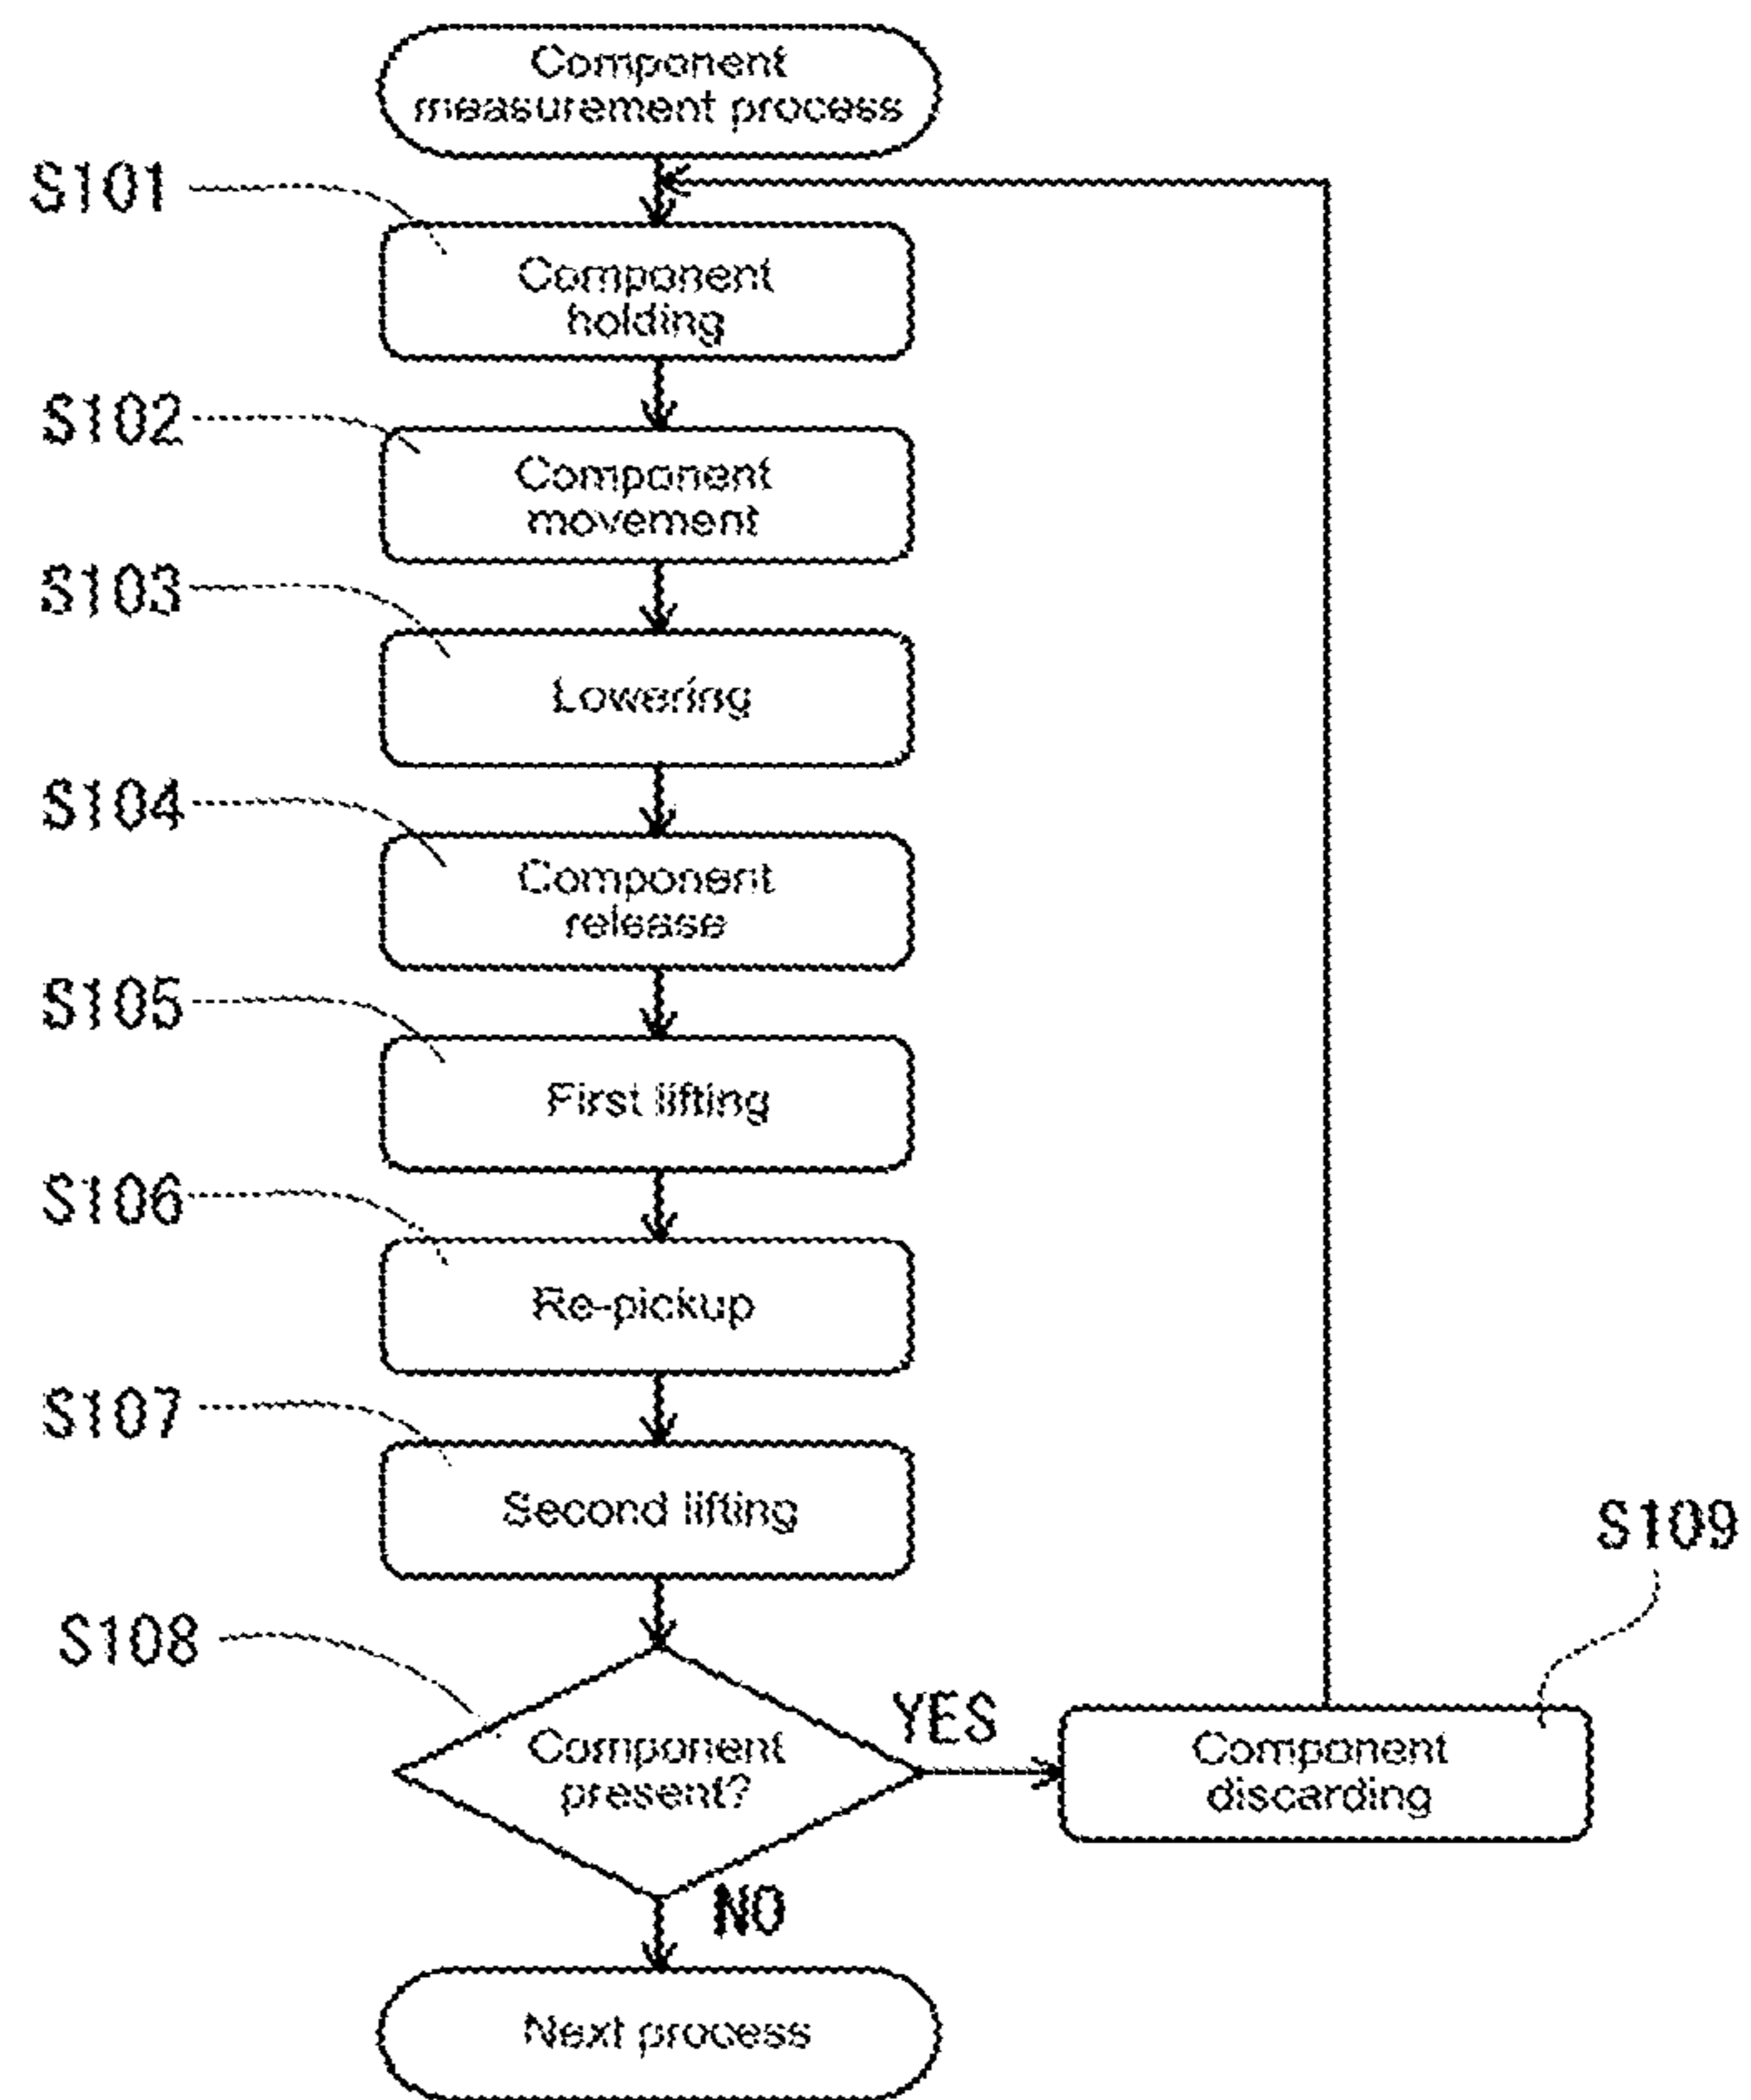 Component
measurement process
S101
Component
holding
S102
Component
movement
S103
Lowering
S104
Component
release
S105
First lifting
S106
Re-pickup
S107
Second lifting
S109
S108
YES
Component
present?
Component
discarding
NO
Next process